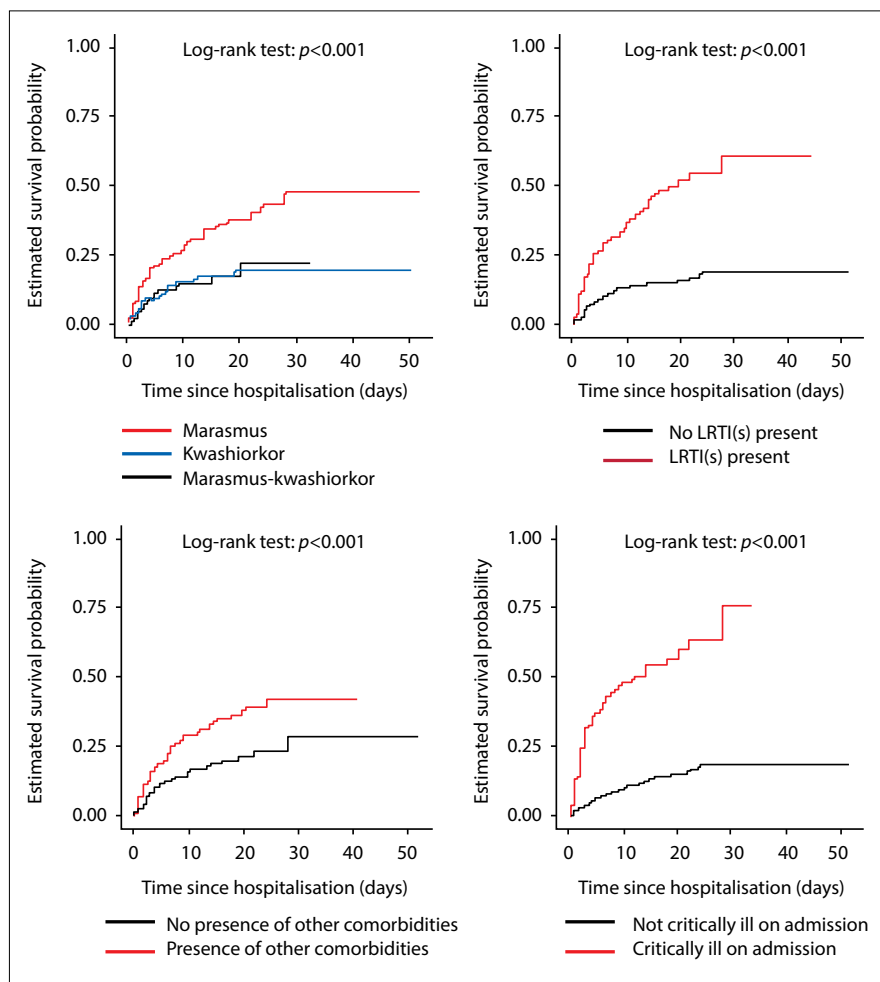 Log-rank test: p<0.001
1.00
0.75
0.50
0.25
0.00
Estimated survival probability
0 10 20 30 40 50
Time since hospitalisation (days)
Marasmus
Kwashiorkor
Marasmus-kwashiorkor
Log-rank test: p<0.001
1.00
0.75
0.50
0.25
0.00
Estimated survival probability
0 10 20 30 40 50
Time since hospitalisation (days)
No LRTI(s) present
LRTI(s) present
Log-rank test: p<0.001
1.00
0.75
0.50
0.25
0.00
Estimated survival probability
0 10 20 30 40 50
Time since hospitalisation (days)
No presence of other comorbidities
Presence of other comorbidities
Log-rank test: p<0.001
1.00
0.75
0.50
0.25
0.00
Estimated survival probability
0 10 20 30 40 50
Time since hospitalisation (days)
Not critically ill on admission
Critically ill on admission